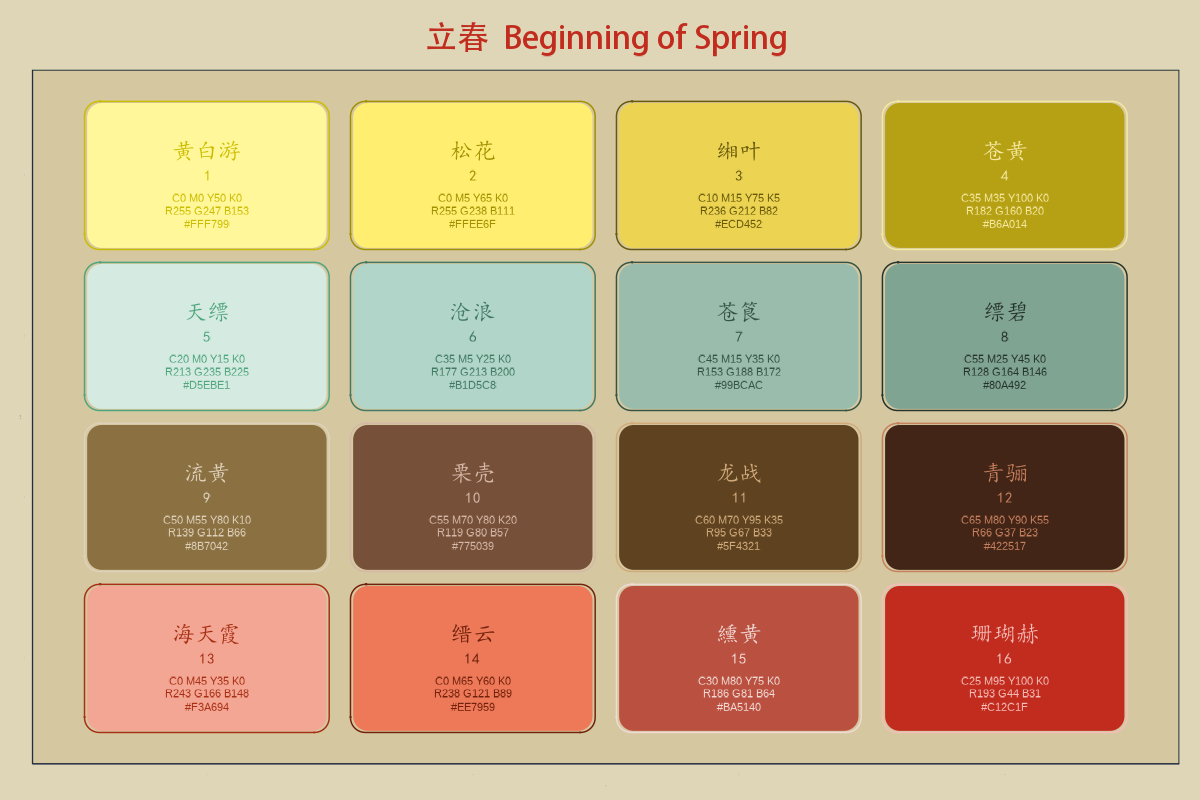 立春 Beginning of Spring
黄白游
1
C0 M0 Y50 K0
R255 G247 B153
#FFF799
松花
2
C0 M5 Y65 K0
R255 G238 B111
#FFEE6F
缃叶
3
C10 M15 Y75 K5
R236 G212 B82
#ECD452
苍黄
4
C35 M35 Y100 K0
R182 G160 B20
#B6A014
天缥
5
C20 M0 Y15 K0
R213 G235 B225
#D5EBE1
沧浪
6
C35 M5 Y25 K0
R177 G213 B200
#B1D5C8
苍筤
7
C45 M15 Y35 K0
R153 G188 B172
#99BCAC
缥碧
8
C55 M25 Y45 K0
R128 G164 B146
#80A492
流黄
9
C50 M55 Y80 K10
R139 G112 B66
#8B7042
栗壳
10
C55 M70 Y80 K20
R119 G80 B57
#775039
龙战
11
C60 M70 Y95 K35
R95 G67 B33
#5F4321
青骊
12
C65 M80 Y90 K55
R66 G37 B23
#422517
海天霞
13
C0 M45 Y35 K0
R243 G166 B148
#F3A694
缙云
14
C0 M65 Y60 K0
R238 G121 B89
#EE7959
纁黄
15
C30 M80 Y75 K0
R186 G81 B64
#BA5140
珊瑚赫
16
C25 M95 Y100 K0
R193 G44 B31
#C12C1F